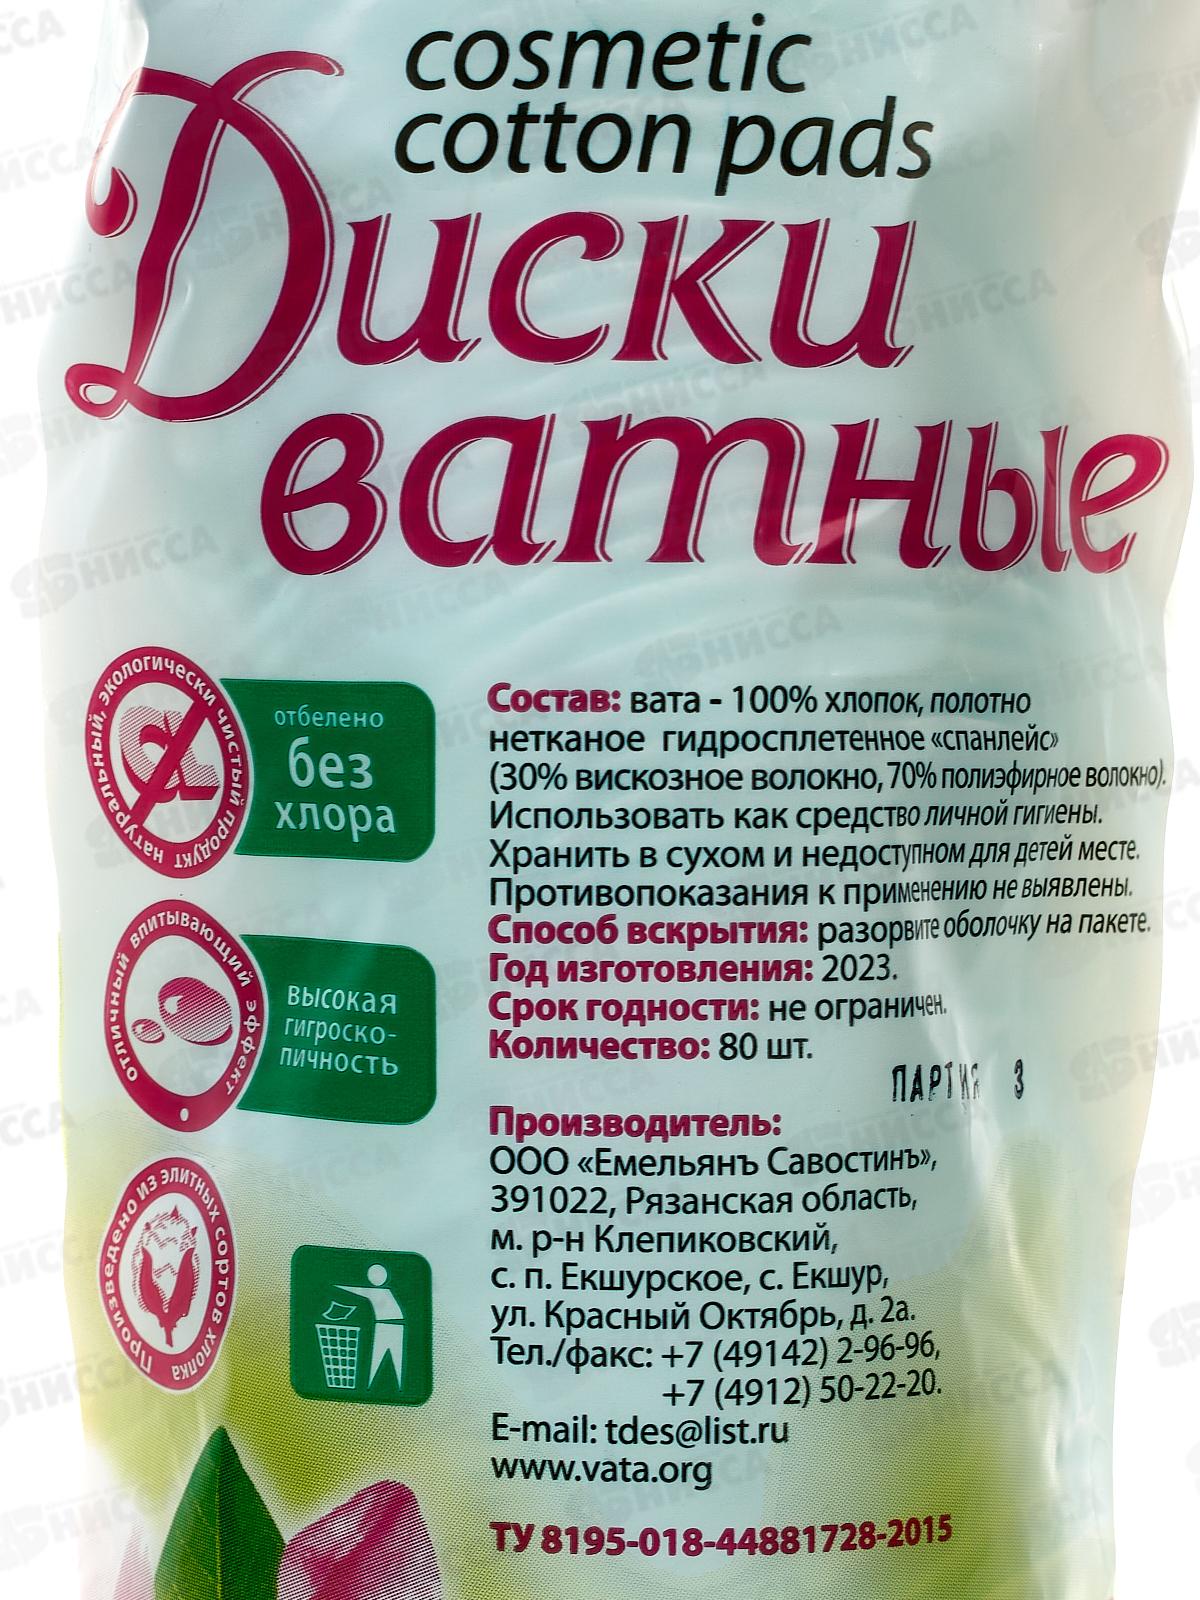 cosmetic
cotton pads
Диски
ватные
натуральный, экологически чистый продукт
отбелено
без
хлора
отличный впитывающий эффект
высокая
гигроско-
пичность
Произведено из элитных сортов хлопка
Состав: вата - 100% хлопок, полотно
нетканое гидросплетенное «спанлейс»
(30% вискозное волокно, 70% полиэфирное волокно).
Использовать как средство личной гигиены.
Хранить в сухом и недоступном для детей месте.
Противопоказания к применению не выявлены.
Способ вскрытия: разорвите оболочку на пакете.
Год изготовления: 2023.
Срок годности: не ограничен.
Количество: 80 шт.
ПАРТИЯ 3
Производитель:
ООО «Емельянъ Савостинъ»,
391022, Рязанская область,
м. р-н Клепиковский,
с. п. Екшурское, с. Екшур,
ул. Красный Октябрь, д. 2а.
Тел./факс: +7 (49142) 2-96-96,
+7 (4912) 50-22-20.
E-mail: tdes@list.ru
www.vata.org
ТУ 8195-018-44881728-2015